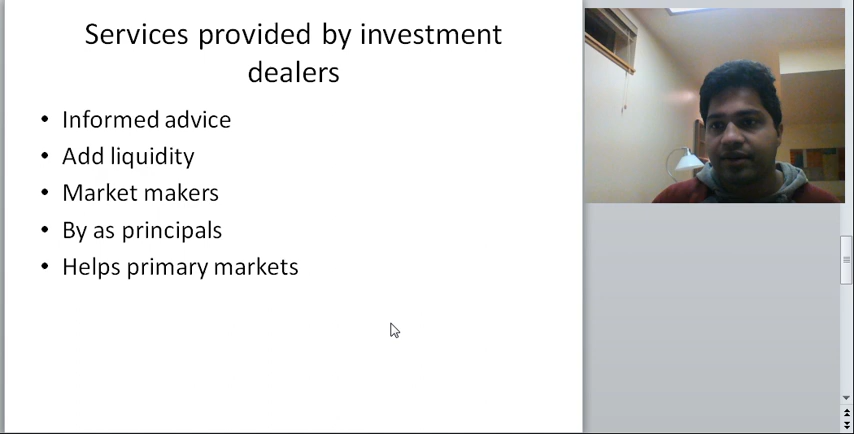 Services provided by investment
dealers
• Informed advice
• Add liquidity
• Market makers
• By as principals
• Helps primary markets